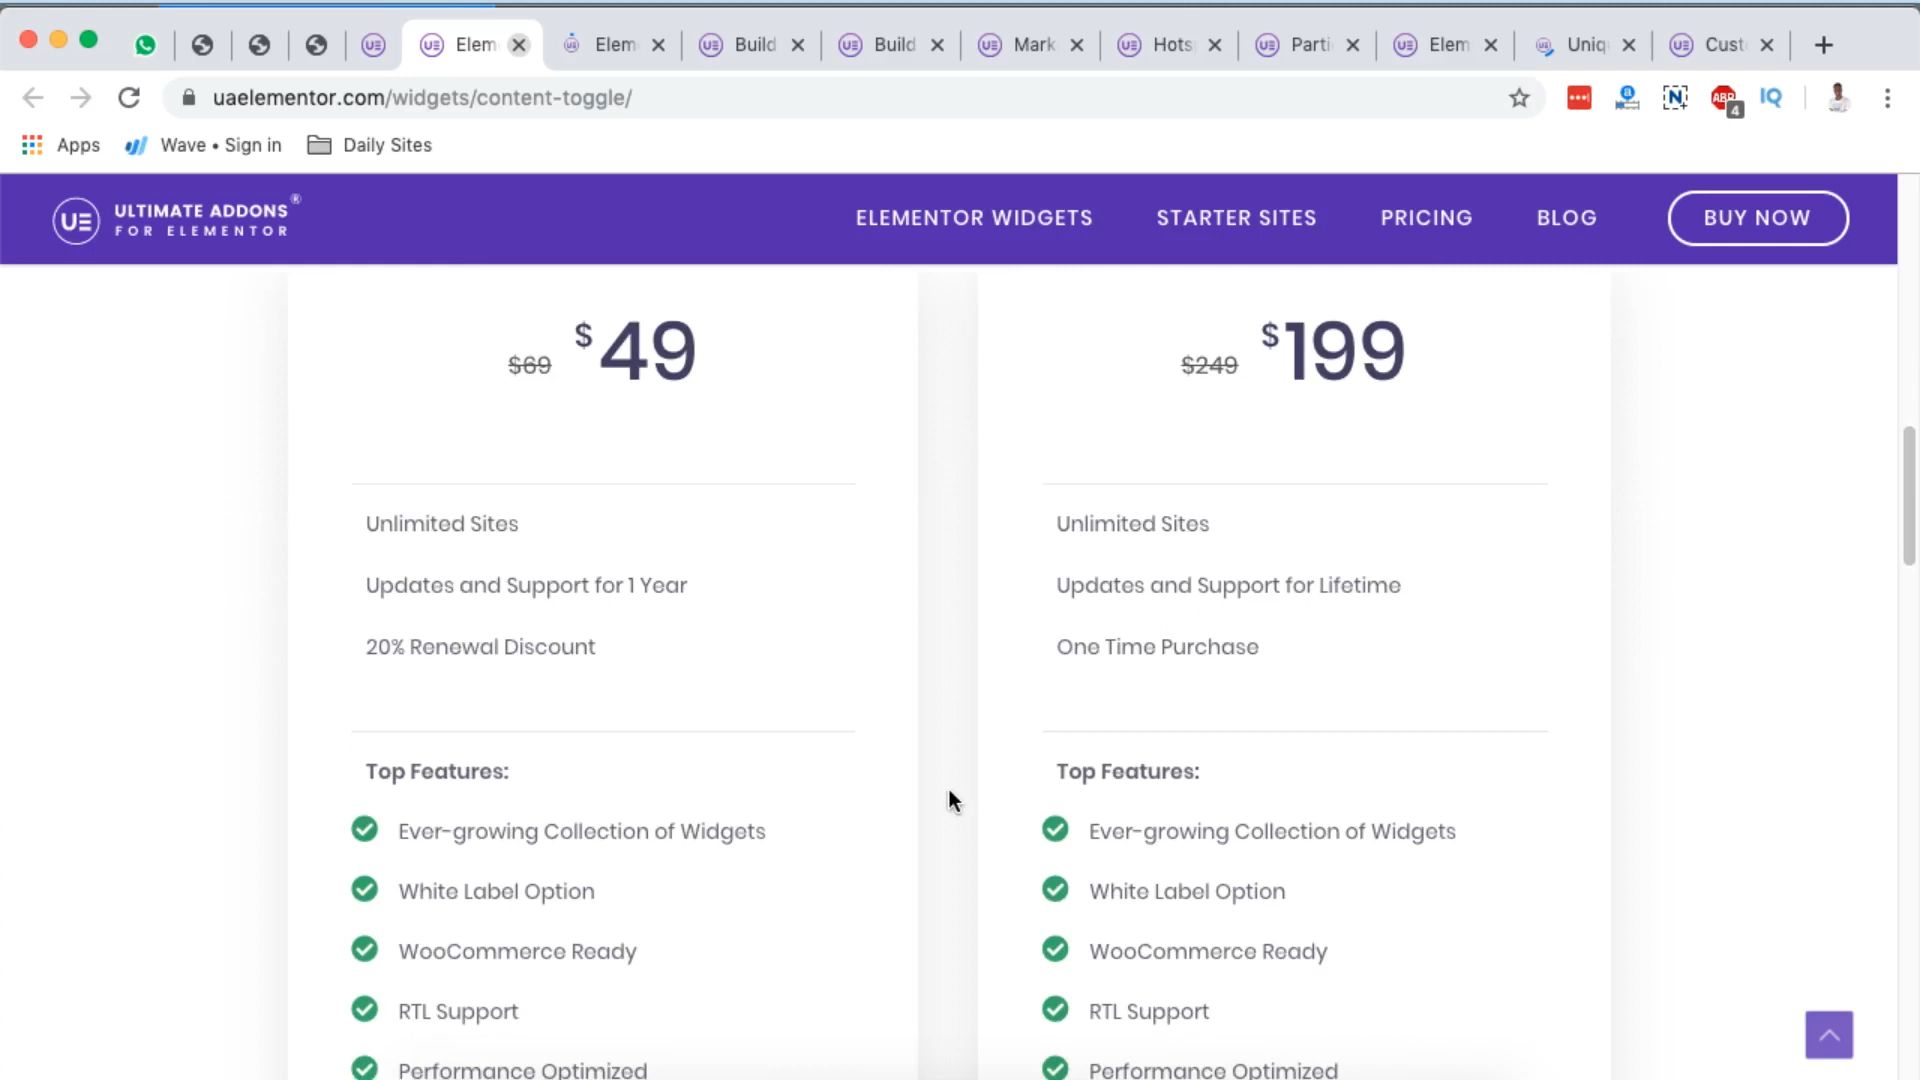 Elem
Elem
Build
Build
Mark
Hots
Parti
Elem
Uniq
Cust
uaelementor.com/widgets/content-toggle/
ABP
4
IQ
Apps
Wave • Sign in
Daily Sites
UE
ULTIMATE ADDONS®
FOR ELEMENTOR
ELEMENTOR WIDGETS
STARTER SITES
PRICING
BLOG
BUY NOW
$69 $49
$249 $199
Unlimited Sites
Updates and Support for 1 Year
20% Renewal Discount
Top Features:
Ever-growing Collection of Widgets
White Label Option
WooCommerce Ready
RTL Support
Performance Optimized
Unlimited Sites
Updates and Support for Lifetime
One Time Purchase
Top Features:
Ever-growing Collection of Widgets
White Label Option
WooCommerce Ready
RTL Support
Performance Optimized